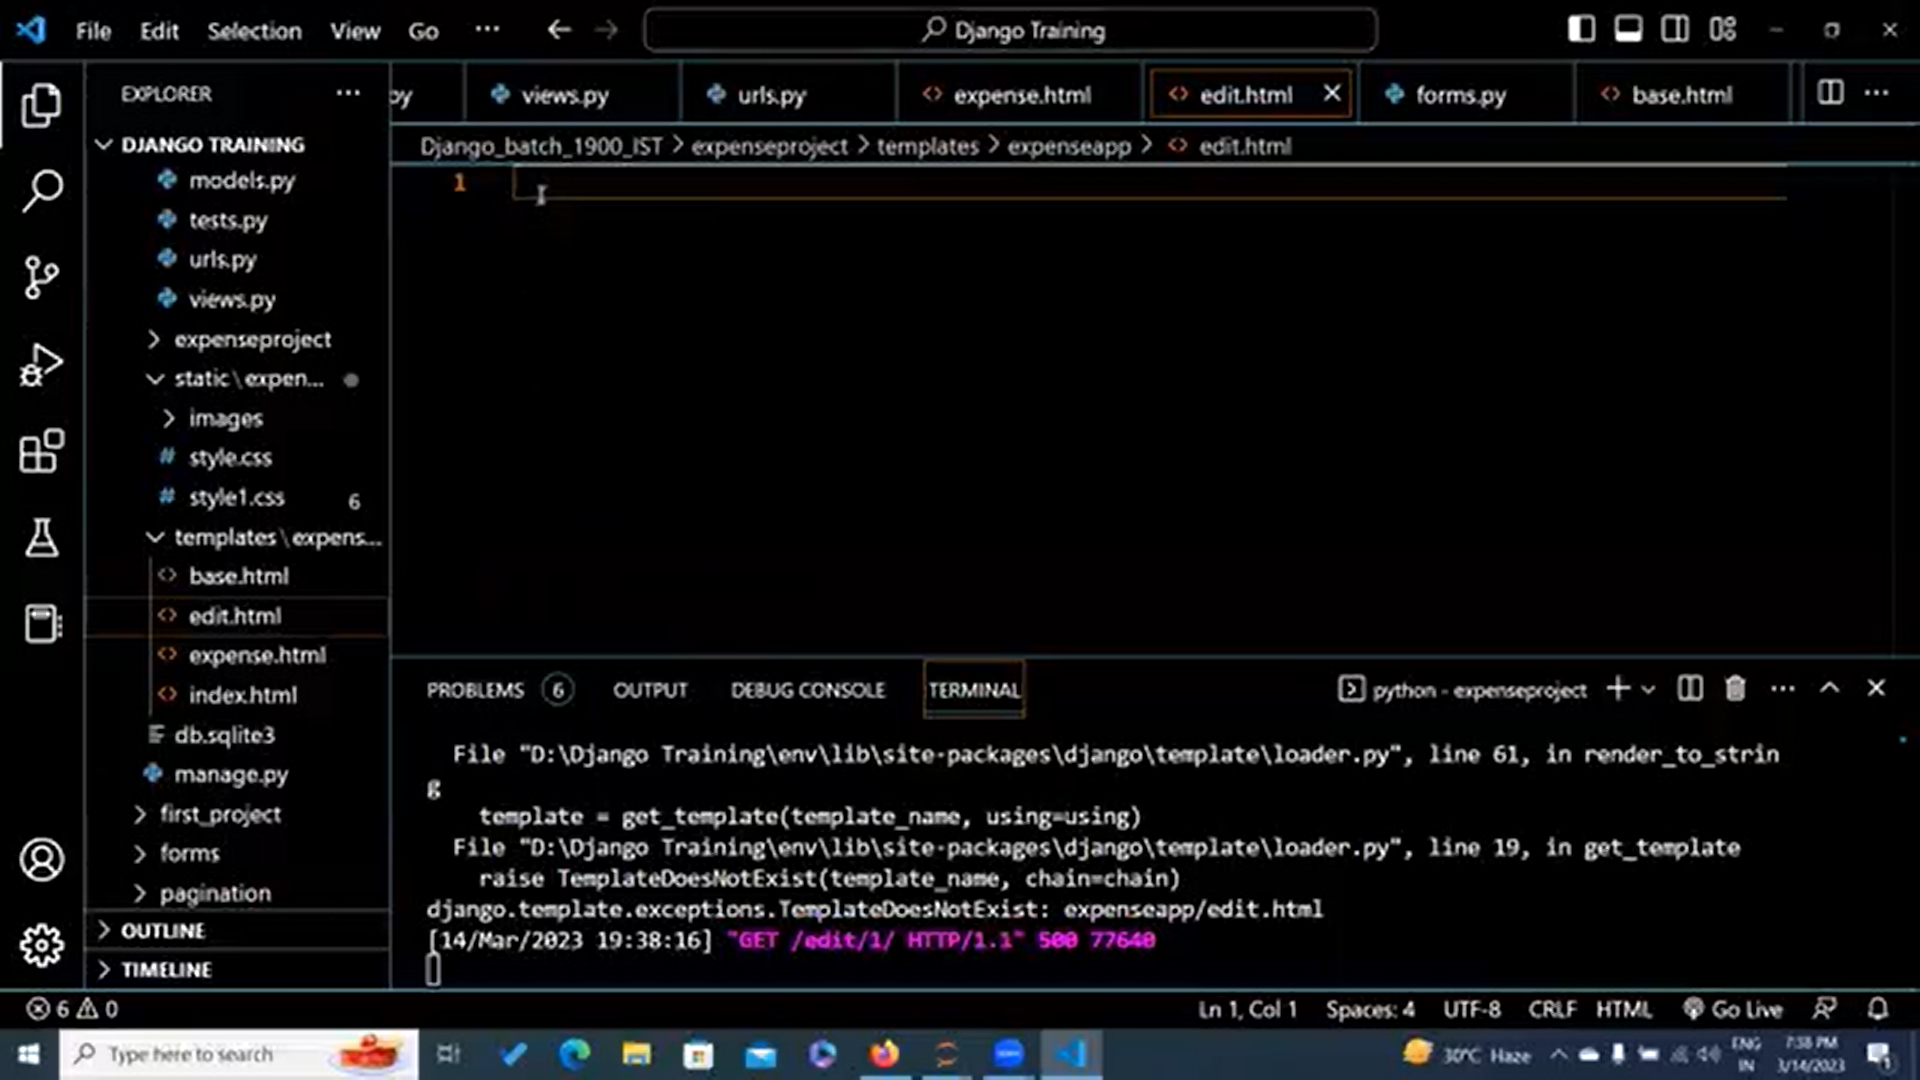 File Edit Selection View Go ··· Django Training
EXPLORER ···
DJANGO TRAINING
models.py
tests.py
urls.py
views.py
expenseproject
static\expen...
images
style.css
style1.css 6
templates\expens...
base.html
edit.html
expense.html
index.html
db.sqlite3
manage.py
first_project
forms
pagination
OUTLINE
TIMELINE
py views.py urls.py expense.html edit.html forms.py base.html
Django_batch_1900_IST > expenseproject > templates > expenseapp > edit.html
1
PROBLEMS 6 OUTPUT DEBUG CONSOLE TERMINAL python - expenseproject
File "D:\Django Training\env\lib\site-packages\django\template\loader.py", line 61, in render_to_strin
g
template = get_template(template_name, using=using)
File "D:\Django Training\env\lib\site-packages\django\template\loader.py", line 19, in get_template
raise TemplateDoesNotExist(template_name, chain=chain)
django.template.exceptions.TemplateDoesNotExist: expenseapp/edit.html
[14/Mar/2023 19:38:16] "GET /edit/1/ HTTP/1.1" 500 77640
6 0 Ln 1, Col 1 Spaces: 4 UTF-8 CRLF HTML Go Live
Type here to search 30°C Haze ENG 7:38 PM
IN 3/14/2023